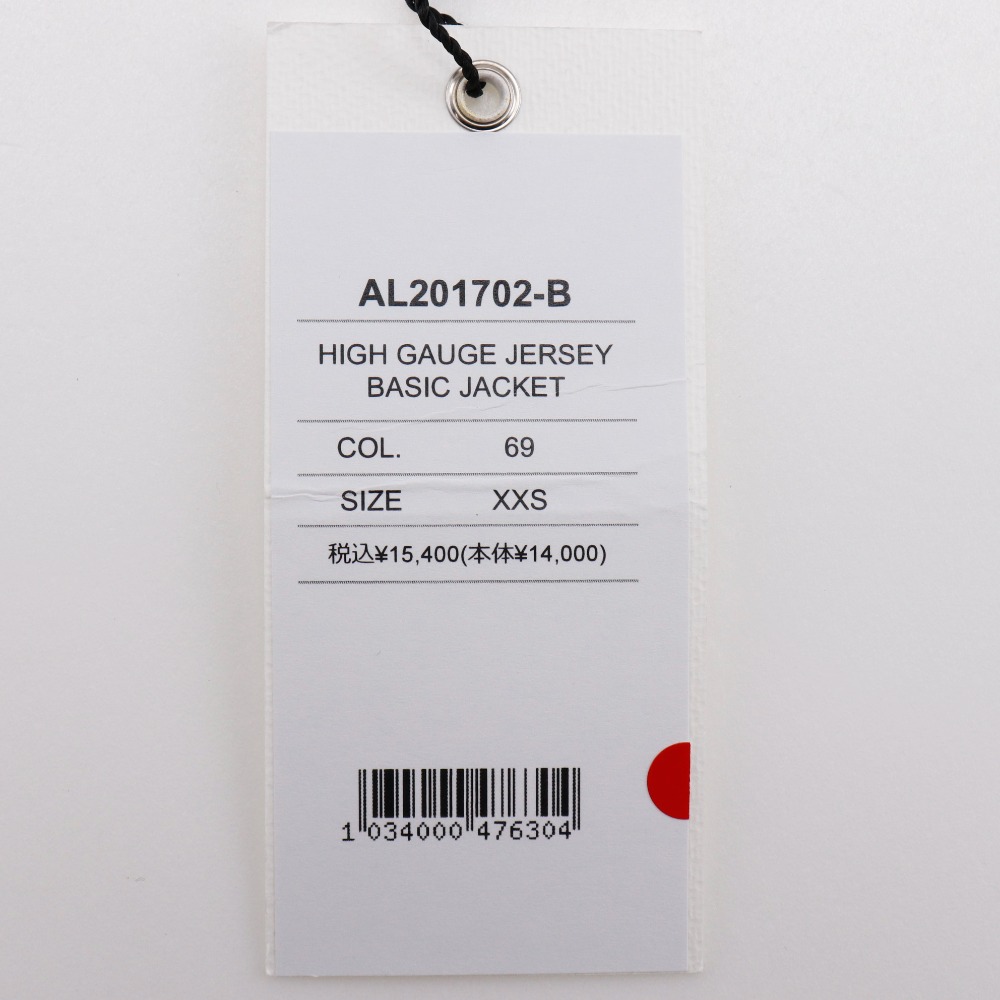 AL201702-B
HIGH GAUGE JERSEY
BASIC JACKET
COL. 69
SIZE XXS
税込¥15,400(本体¥14,000)
1 034000 476304